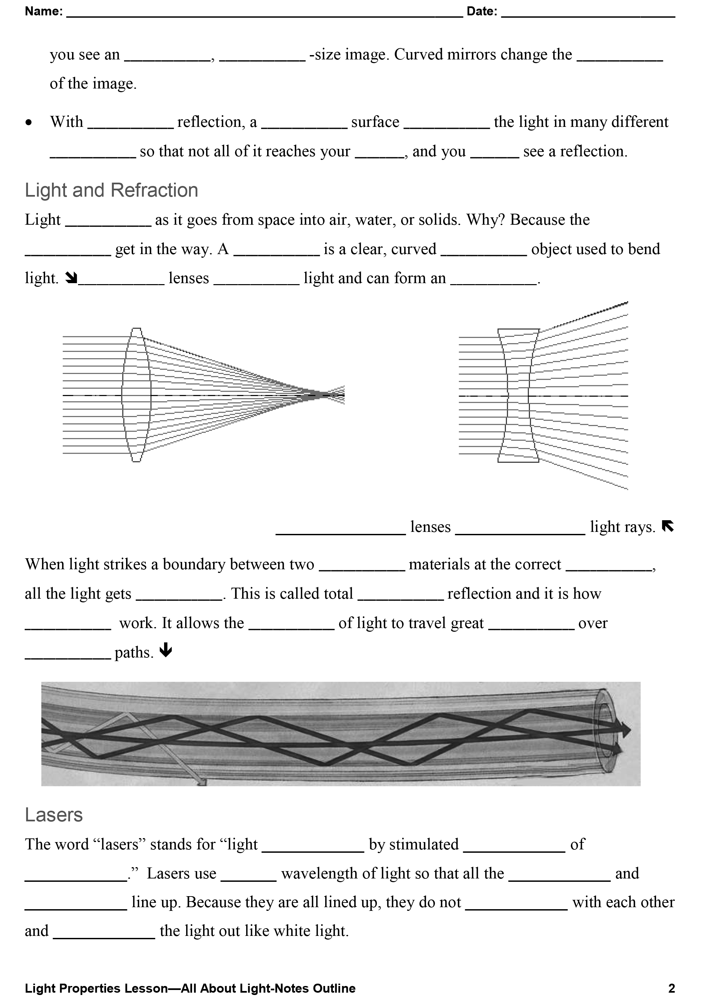 Name: ______________________________ Date: ______________
you see an __________, __________ -size image. Curved mirrors change the __________
of the image.
• With __________ reflection, a __________ surface __________ the light in many different
__________ so that not all of it reaches your ______, and you ______ see a reflection.
Light and Refraction
Light __________ as it goes from space into air, water, or solids. Why? Because the
__________ get in the way. A __________ is a clear, curved __________ object used to bend
light. 🡶__________ lenses __________ light and can form an __________.
_______________ lenses _______________ light rays. 🡴
When light strikes a boundary between two __________ materials at the correct __________,
all the light gets __________. This is called total __________ reflection and it is how
__________ work. It allows the __________ of light to travel great __________ over
__________ paths. 🡳
Lasers
The word “lasers” stands for “light ____________ by stimulated ____________ of
____________.” Lasers use ______ wavelength of light so that all the ____________ and
____________ line up. Because they are all lined up, they do not ____________ with each other
and ____________ the light out like white light.
Light Properties Lesson—All About Light-Notes Outline 2